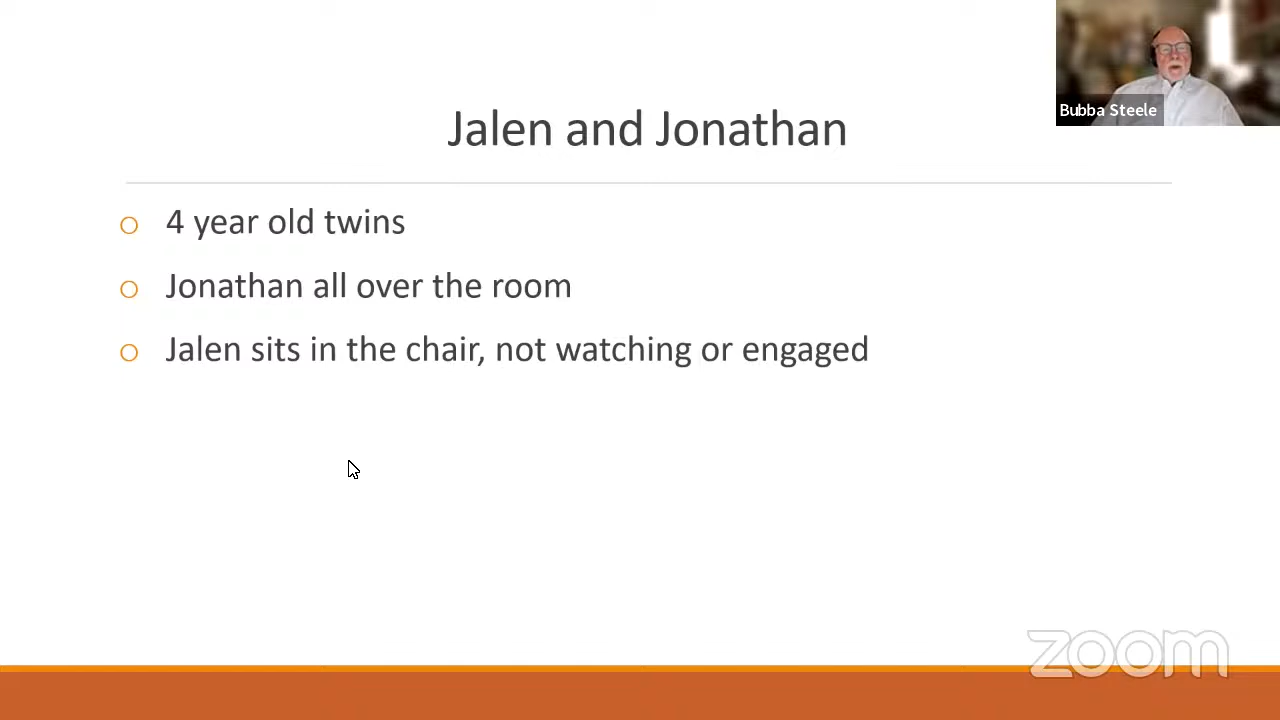 Bubba Steele
Jalen and Jonathan
o 4 year old twins
o Jonathan all over the room
o Jalen sits in the chair, not watching or engaged
zoom